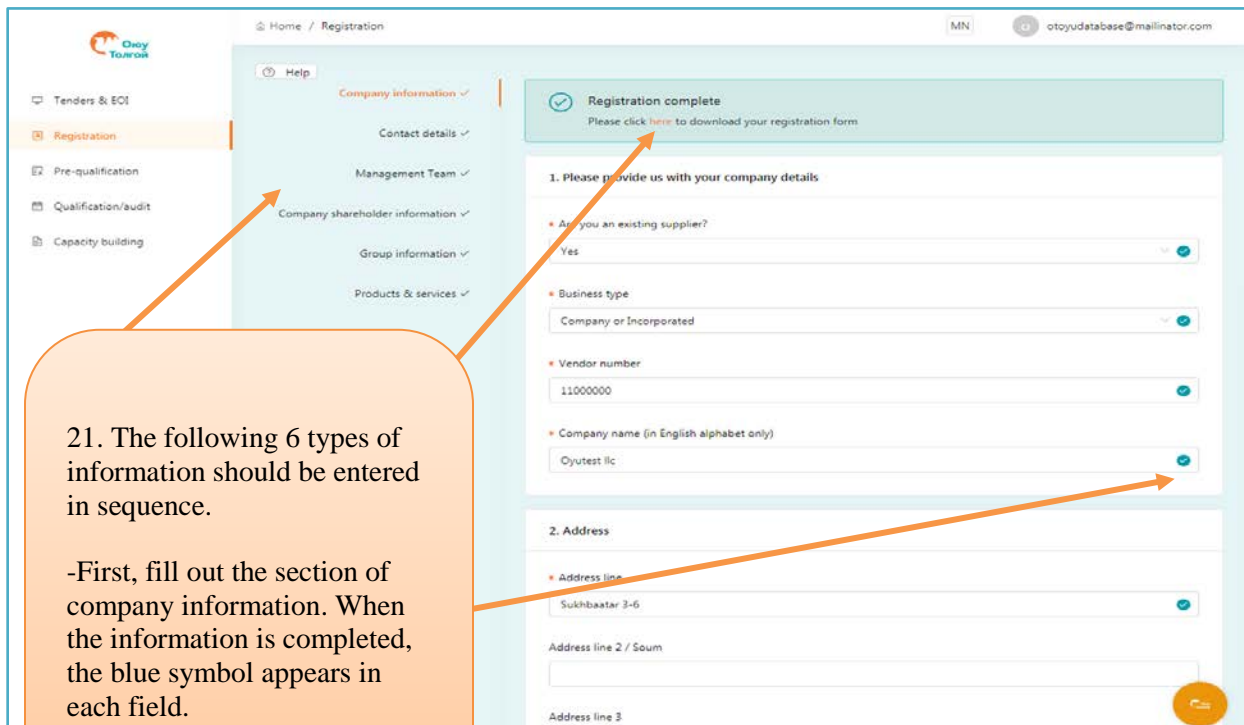 Оюу
Толгой
Home / Registration
MN
otoyudatabase@mailinator.com
Tenders & EOI
Registration
Pre-qualification
Qualification/audit
Capacity building
Help
Company information
Contact details
Management Team
Company shareholder information
Group information
Products & services
Registration complete
Please click here to download your registration form
1. Please provide us with your company details
* Are you an existing supplier?
Yes
* Business type
Company or Incorporated
* Vendor number
11000000
* Company name (in English alphabet only)
Oyutest llc
2. Address
* Address line
Sukhbaatar 3-6
Address line 2 / Soum
Address line 3
21. The following 6 types of
information should be entered
in sequence.
-First, fill out the section of
company information. When
the information is completed,
the blue symbol appears in
each field.